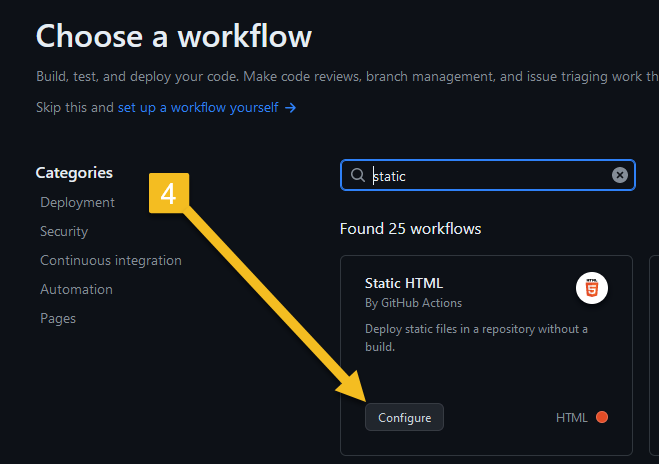 Choose a workflow
Build, test, and deploy your code. Make code reviews, branch management, and issue triaging work th
Skip this and set up a workflow yourself →
Categories
Deployment
Security
Continuous integration
Automation
Pages
4
static
Found 25 workflows
Static HTML
By GitHub Actions
HTML
5
Deploy static files in a repository without a
build.
Configure
HTML